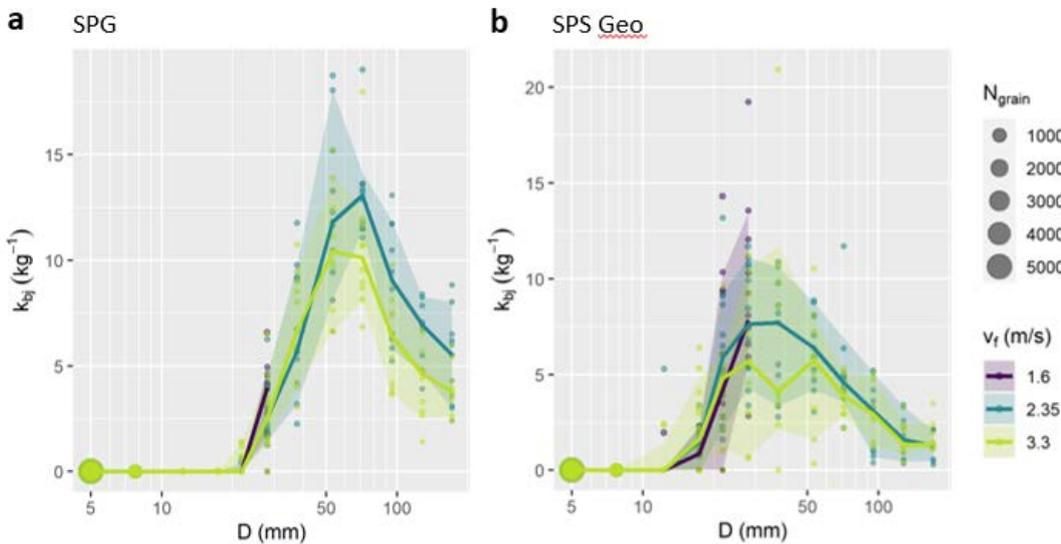 a SPG
b SPS Geo
15
10
5
0
k_bj (kg⁻¹)
5 10 50 100
D (mm)
20
15
10
5
0
k_bj (kg⁻¹)
5 10 50 100
D (mm)
N_grain
1000
2000
3000
4000
5000
v_f (m/s)
1.6
2.35
3.3